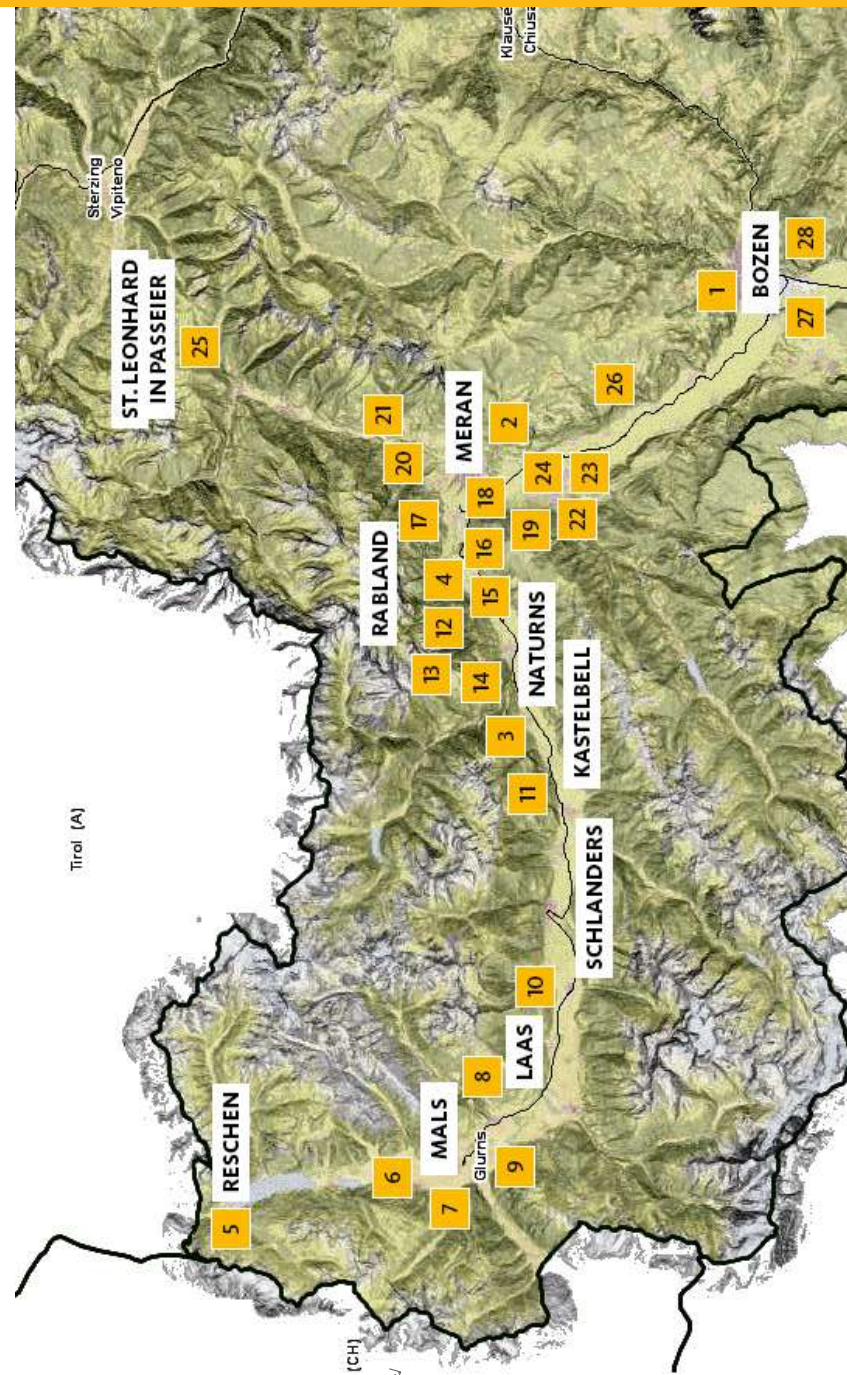 Tirol (A)
Sterzing
Vipiteno
ST. LEONHARD
IN PASSEIER
25
5
RESCHEN
(CH)
RABLAND
21
6
20
17
13
7
MALS
12
4
MERAN
Glurns
8
14
16
18
15
3
Klause
Chiusa
2
9
LAAS
11
19
10
NATURNS
24
22
KASTELBELL
23
SCHLANDERS
26
1
BOZEN
27
28